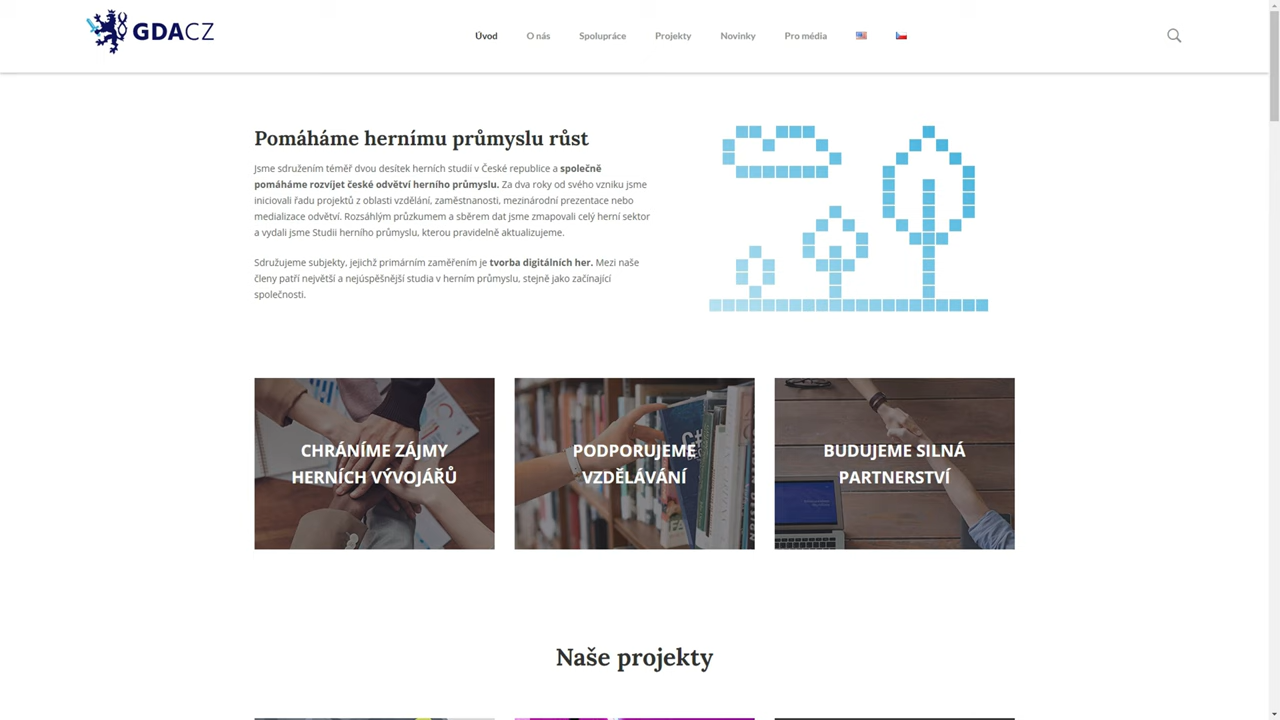 GDACZ
Úvod
O nás
Spolupráce
Projekty
Novinky
Pro média
Pomáháme hernímu průmyslu růst
Jsme sdružením téměř dvou desítek herních studií v České republice a společně
pomáháme rozvíjet české odvětví herního průmyslu. Za dva roky od svého vzniku jsme
iniciovali řadu projektů z oblasti vzdělání, zaměstnanosti, mezinárodní prezentace nebo
medializace odvětví. Rozsáhlým průzkumem a sběrem dat jsme zmapovali celý herní sektor
a vydali jsme Studii herního průmyslu, kterou pravidelně aktualizujeme.
Sdružujeme subjekty, jejichž primárním zaměřením je tvorba digitálních her. Mezi naše
členy patří největší a nejúspěšnější studia v herním průmyslu, stejně jako začínající
společnosti.
CHRÁNÍME ZÁJMY
HERNÍCH VÝVOJÁŘŮ
PODPORUJEME
VZDĚLÁVÁNÍ
BUDUJEME SILNÁ
PARTNERSTVÍ
Naše projekty